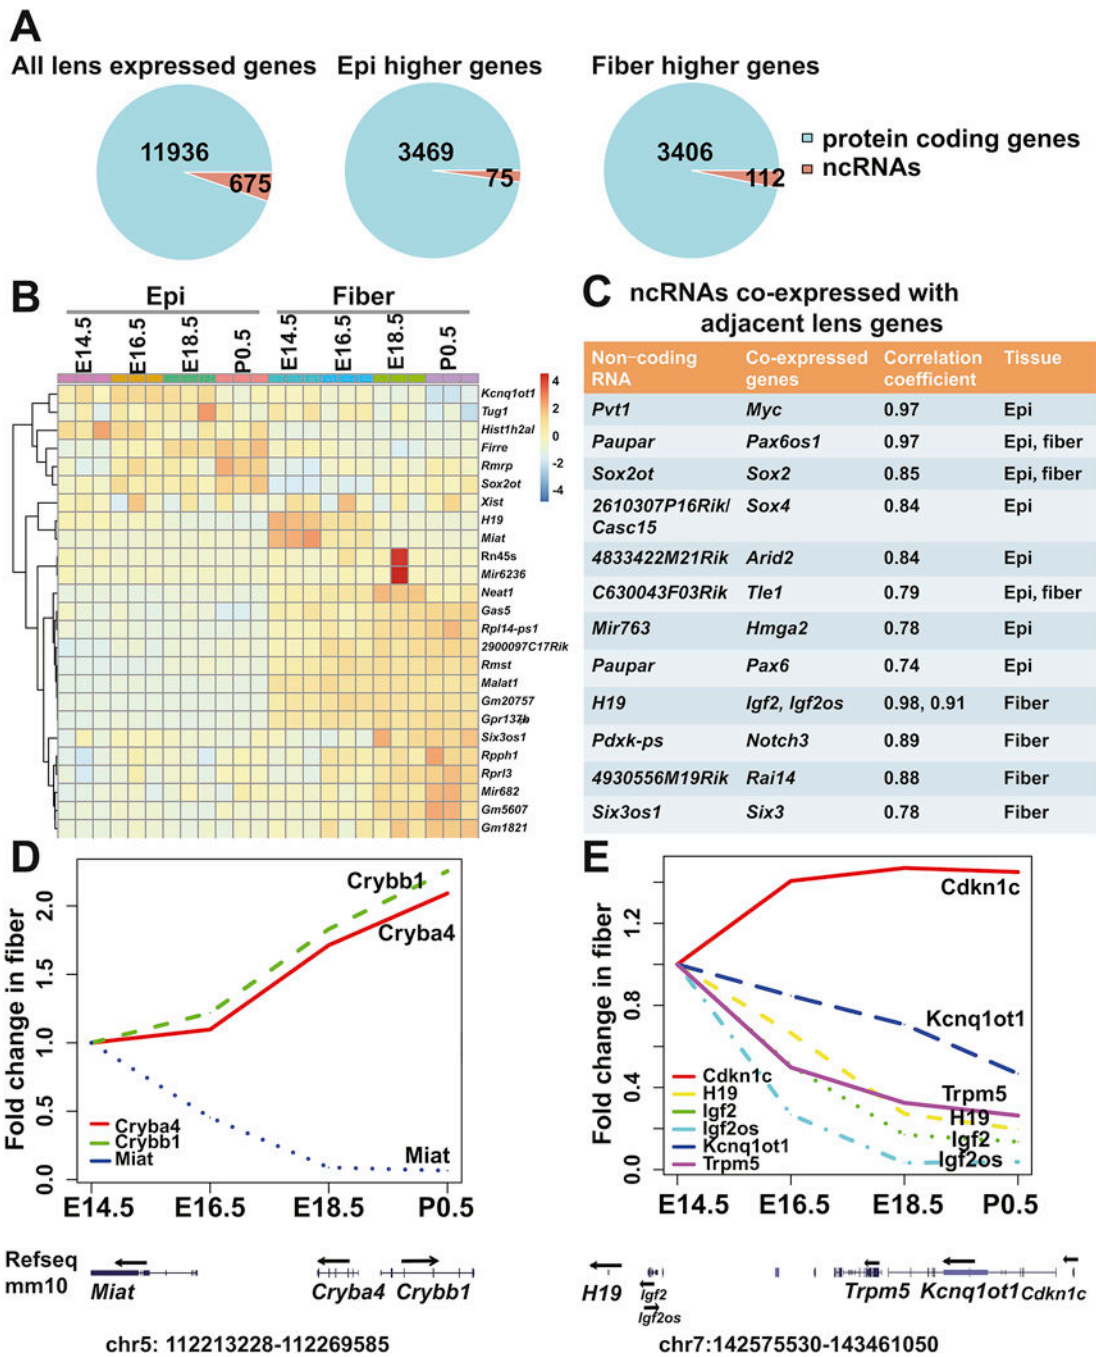 A
All lens expressed genes
Epi higher genes
Fiber higher genes
11936
675
3469
75
3406
112
protein coding genes
ncRNAs
B
Epi
Fiber
E14.5
E16.5
E18.5
P0.5
E14.5
E16.5
E18.5
P0.5
4
2
0
-2
-4
Kcnq1ot1
Tug1
Hist1h2al
Firre
Rmrp
Sox2ot
Xist
H19
Miat
Rn45s
Mir6236
Neat1
Gas5
Rpl14-ps1
2900097C17Rik
Rmst
Malat1
Gm20757
Six3os1
Rpph1
Rprl3
Mir682
Gm5607
Gm1821
C
ncRNAs co-expressed with
adjacent lens genes
Non-coding RNA Co-expressed genes Correlation coefficient Tissue
Pvt1 Myc 0.97 Epi
Paupar Pax6os1 0.97 Epi, fiber
Sox2ot Sox2 0.85 Epi, fiber
2610307P16Rik/ Casc15 Sox4 0.84 Epi
4833422M21Rik Arid2 0.84 Epi
C630043F03Rik Tle1 0.79 Epi, fiber
Mir763 Hmga2 0.78 Epi
Paupar Pax6 0.74 Epi
H19 Igf2, Igf2os 0.98, 0.91 Fiber
Pdxk-ps Notch3 0.89 Fiber
4930556M19Rik Rai14 0.88 Fiber
Six3os1 Six3 0.78 Fiber
D
Fold change in fiber
2.0
1.5
1.0
0.5
0.0
Crybb1
Cryba4
Miat
Cryba4
Crybb1
Miat
E14.5 E16.5 E18.5 P0.5
Refseq
mm10
Miat
Cryba4
Crybb1
chr5: 112213228-112269585
E
Fold change in fiber
1.2
0.8
0.4
0.0
Cdkn1c
Kcnq1ot1
Trpm5
H19
Igf2
Igf2os
Cdkn1c
H19
Igf2
Igf2os
Kcnq1ot1
Trpm5
E14.5 E16.5 E18.5 P0.5
H19
Igf2
Igf2os
Trpm5
Kcnq1ot1
Cdkn1c
chr7:142575530-143461050